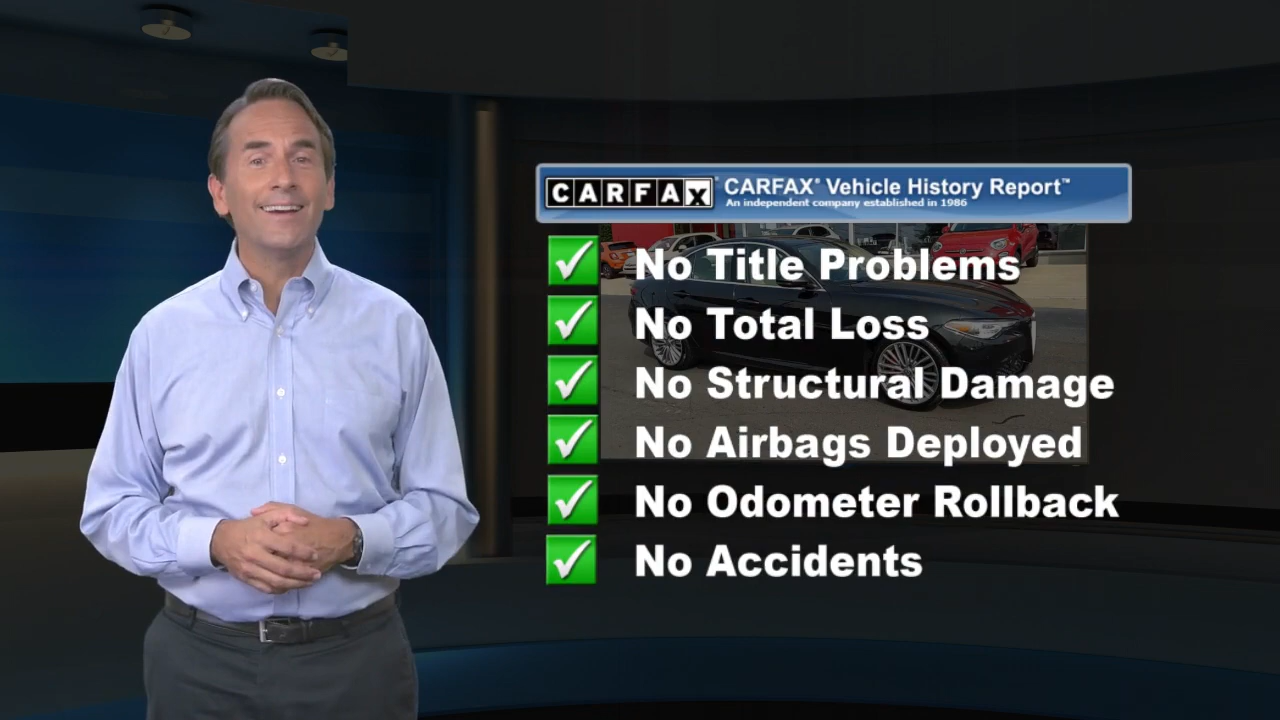 CARFAX® CARFAX® Vehicle History Report™
An independent company established in 1986
No Title Problems
No Total Loss
No Structural Damage
No Airbags Deployed
No Odometer Rollback
No Accidents